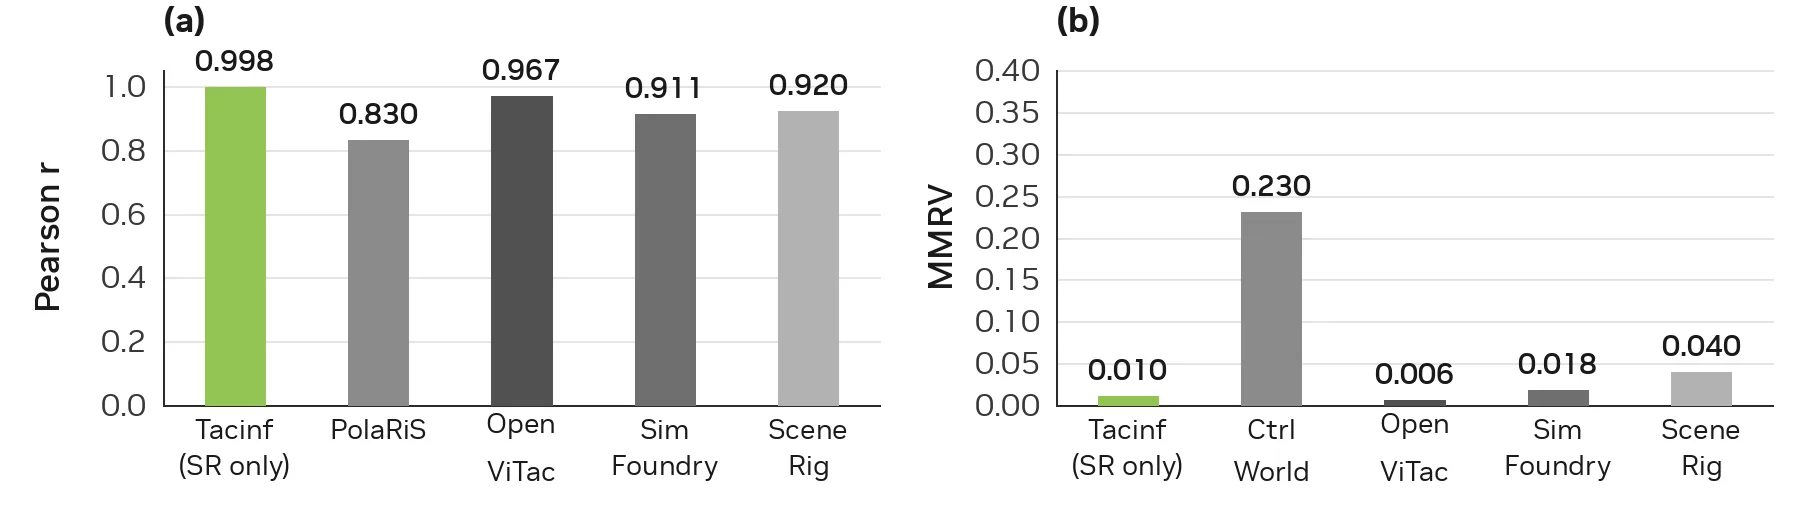 (a)
Pearson r
1.0
0.8
0.6
0.4
0.2
0.0
0.998
0.830
0.967
0.911
0.920
Tacinf
(SR only)
PolaRiS
Open
ViTac
Sim
Foundry
Scene
Rig
(b)
MMRV
0.40
0.35
0.30
0.25
0.20
0.15
0.10
0.05
0.00
0.010
0.230
0.006
0.018
0.040
Tacinf
(SR only)
Ctrl
World
Open
ViTac
Sim
Foundry
Scene
Rig